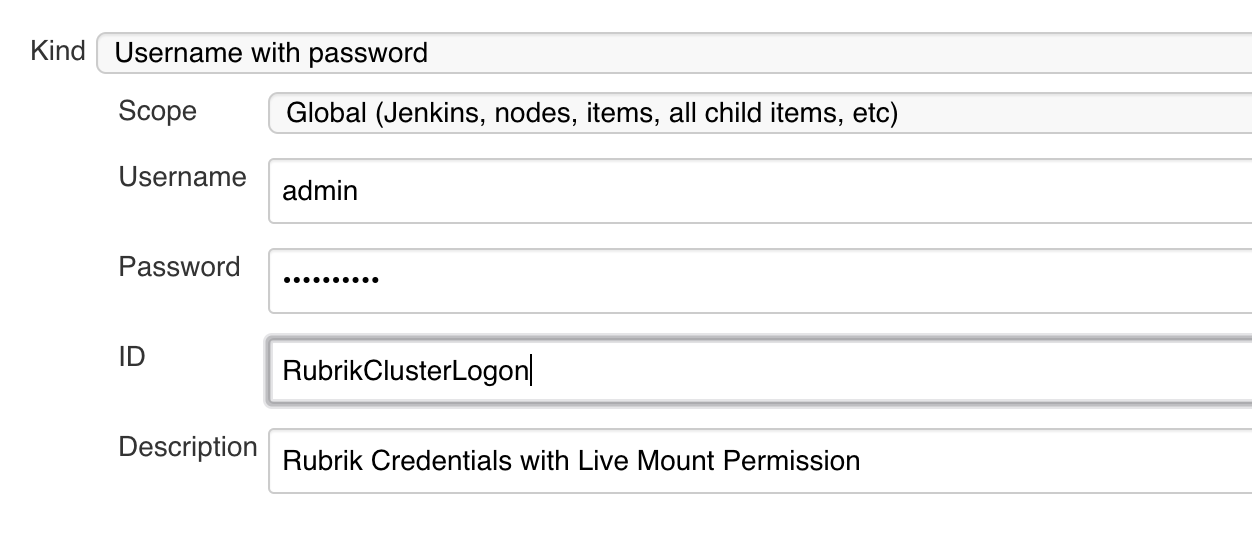 Kind Username with password
Scope Global (Jenkins, nodes, items, all child items, etc)
Username admin
Password ••••••••••
ID RubrikClusterLogon
Description Rubrik Credentials with Live Mount Permission